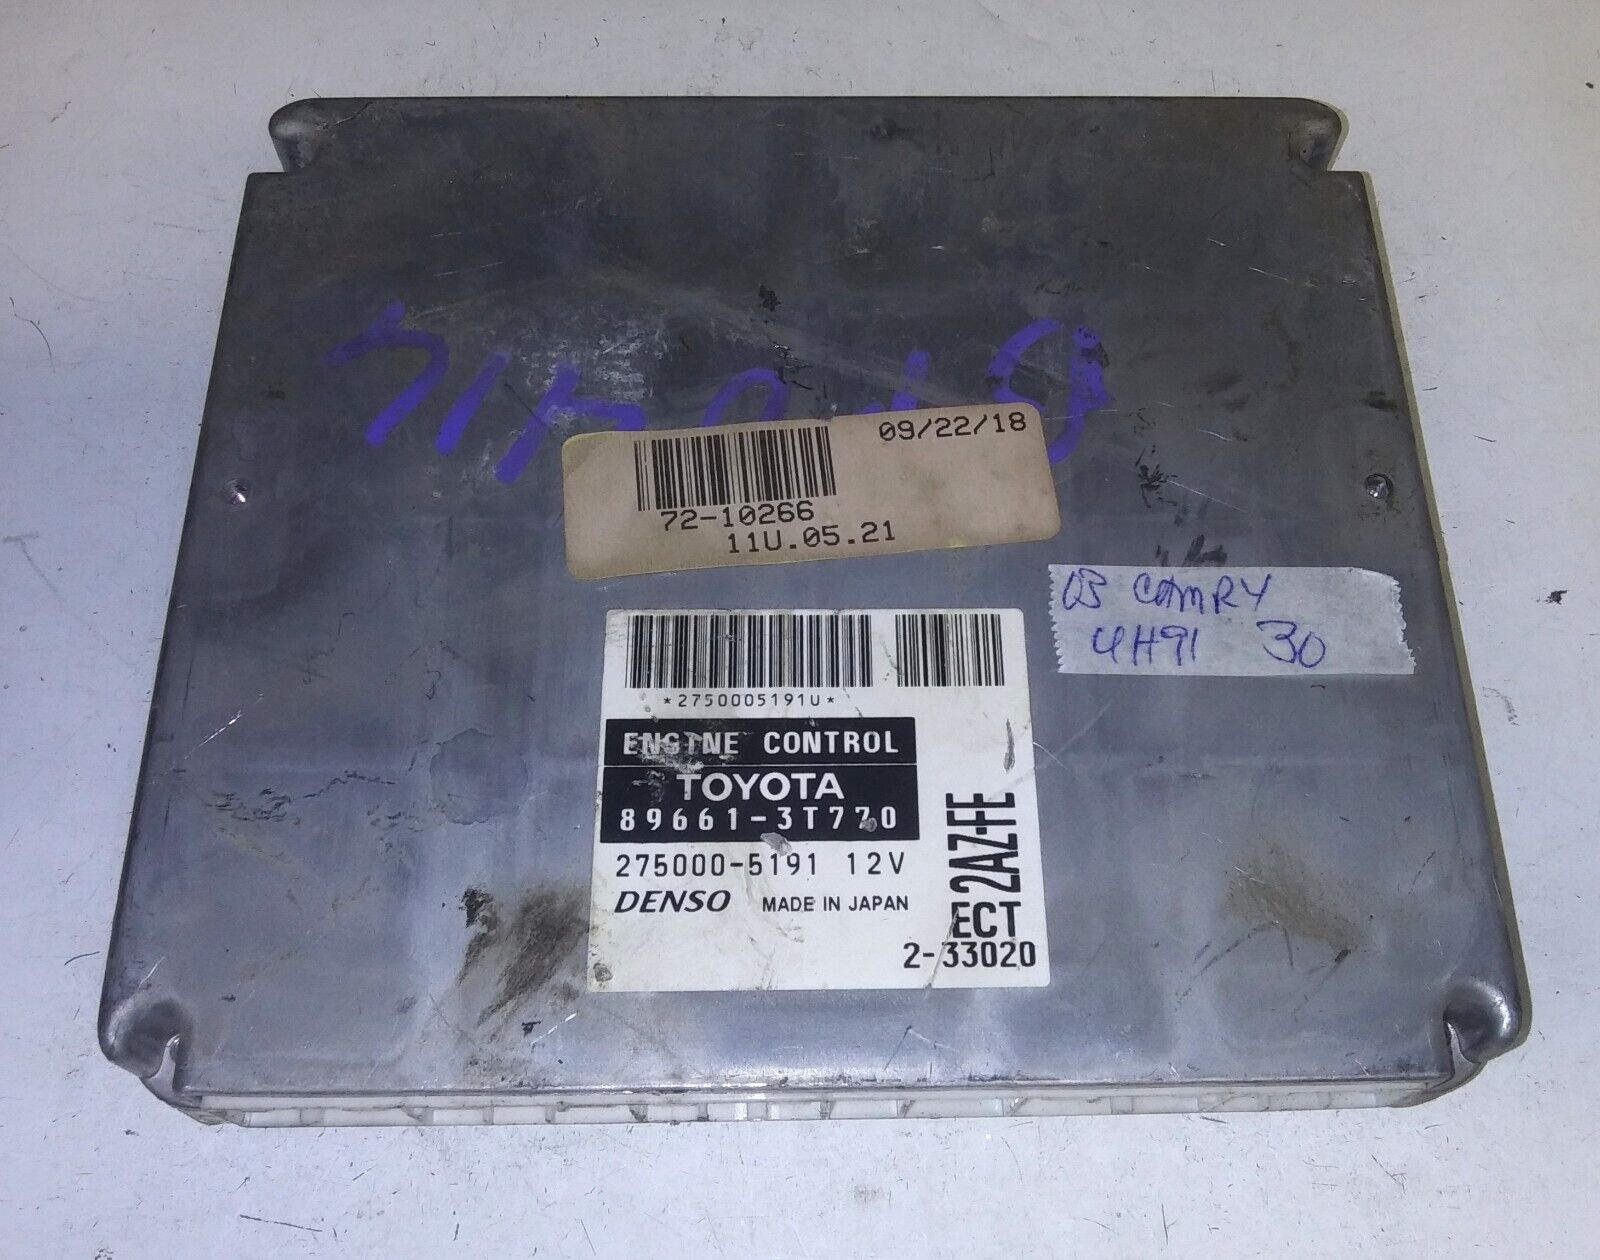 09/22/18
72-10266
11U.05.21
03 CAMRY
4H91 30
*2750005191U*
ENGINE CONTROL
TOYOTA
89661-3T770
275000-5191 12V
DENSO MADE IN JAPAN
2AZ-FE
ECT
2-33020